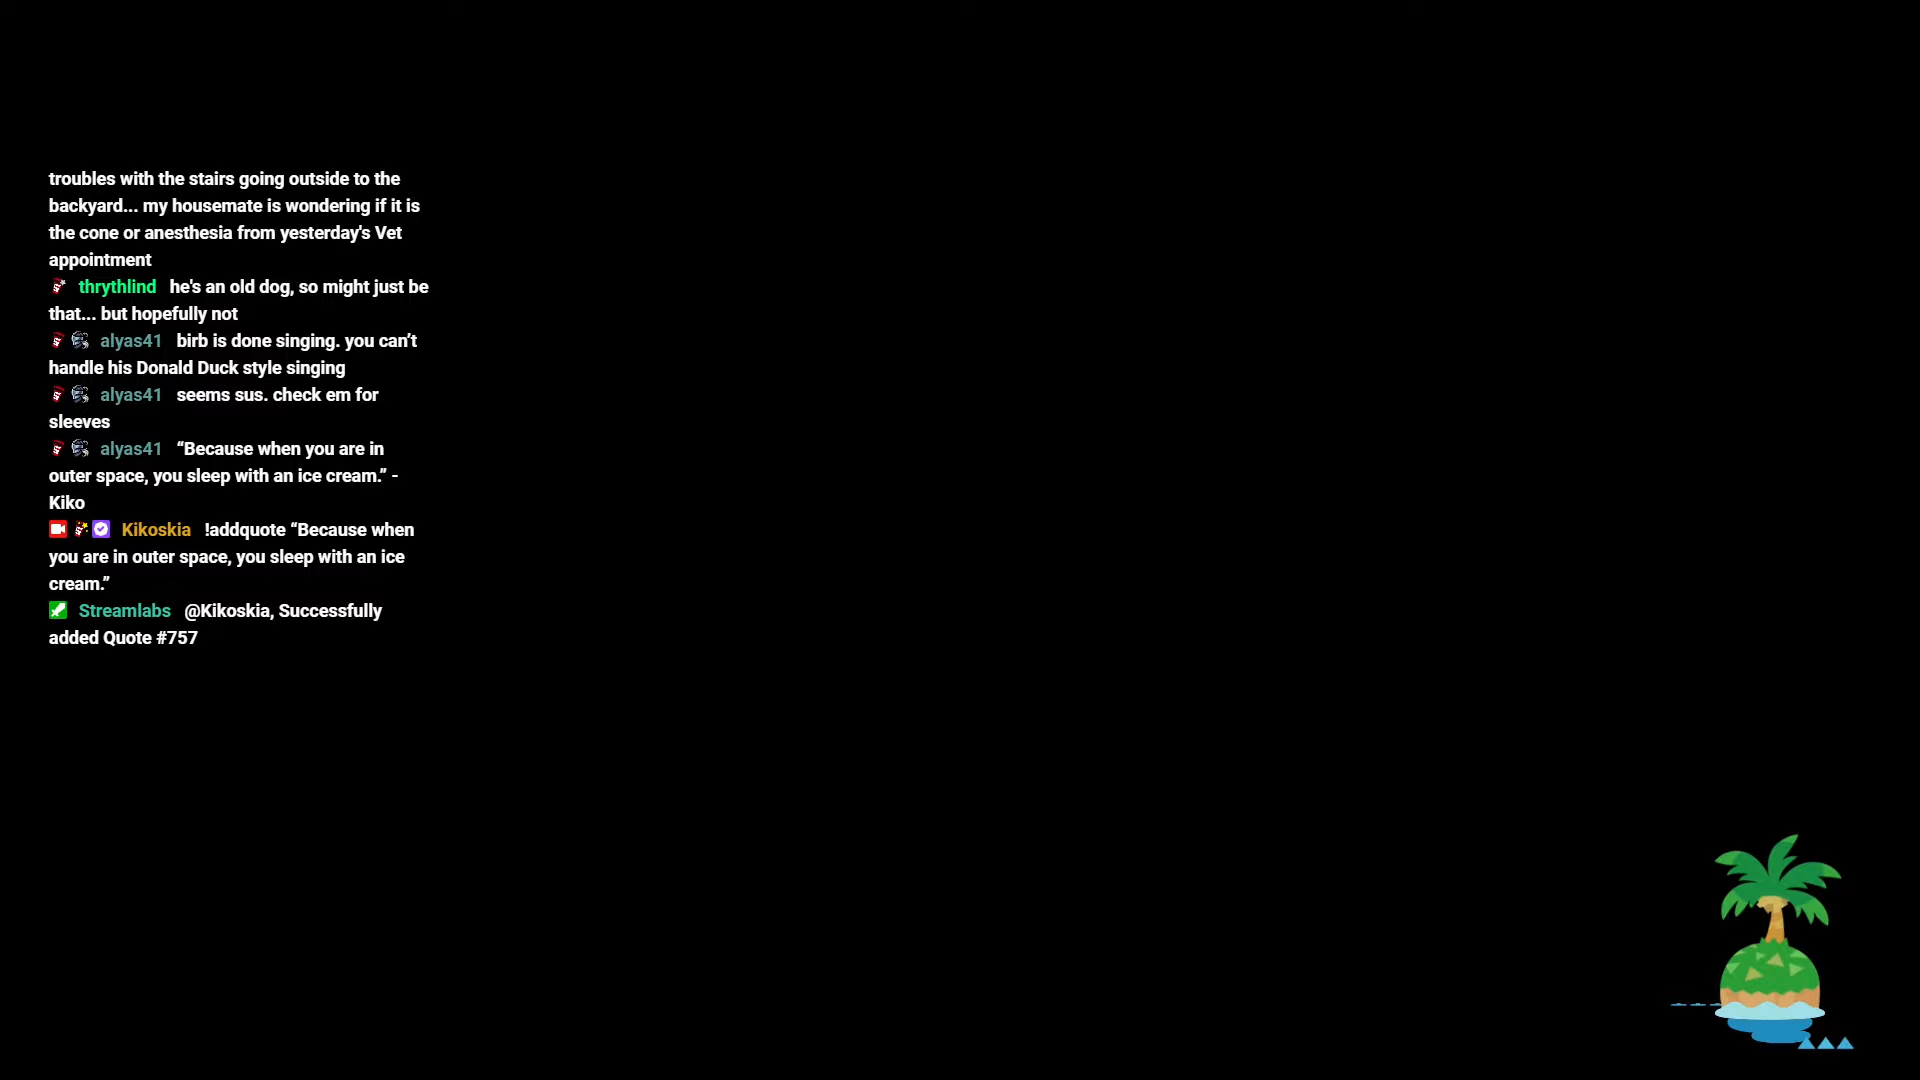 troubles with the stairs going outside to the
backyard... my housemate is wondering if it is
the cone or anesthesia from yesterday's Vet
appointment
thrythlind he's an old dog, so might just be
that... but hopefully not
alyas41 birb is done singing. you can’t
handle his Donald Duck style singing
alyas41 seems sus. check em for
sleeves
alyas41 “Because when you are in
outer space, you sleep with an ice cream.” -
Kiko
Kikoskia !addquote “Because when
you are in outer space, you sleep with an ice
cream.”
Streamlabs @Kikoskia, Successfully
added Quote #757